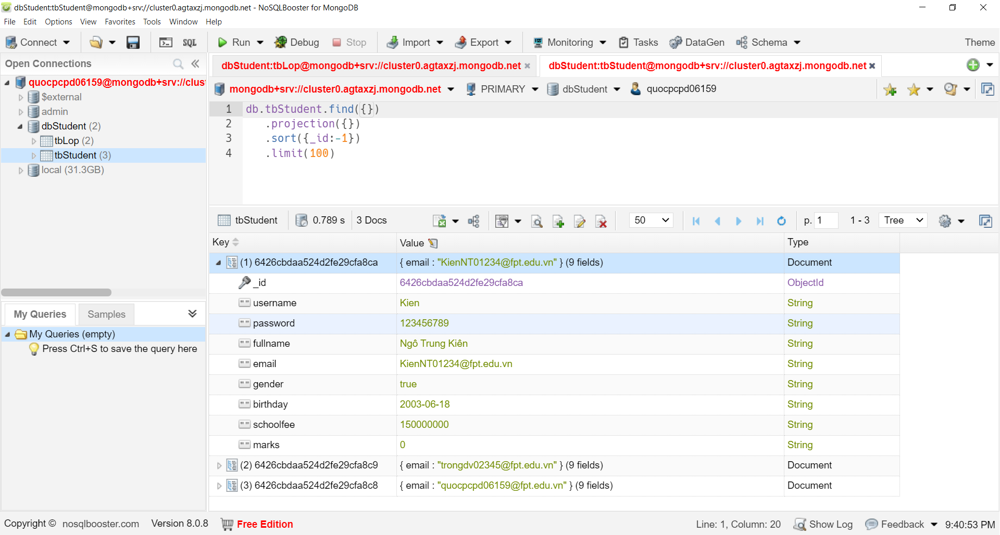 dbStudent:tbStudent@mongodb+srv://cluster0.agtaxzj.mongodb.net - NoSQLBooster for MongoDB
File Edit Options View Favorites Tools Window Help
Connect SQL Run Debug Stop Import Export Monitoring Tasks DataGen Schema Theme
Open Connections
quocpcpd06159@mongodb+srv://clus
$external
admin
dbStudent (2)
tbLop (2)
tbStudent (3)
local (31.3GB)
My Queries Samples
My Queries (empty)
Press Ctrl+S to save the query here
dbStudent:tbLop@mongodb+srv://cluster0.agtaxzj.mongodb.net dbStudent:tbStudent@mongodb+srv://cluster0.agtaxzj.mongodb.net
mongodb+srv://cluster0.agtaxzj.mongodb.net PRIMARY dbStudent quocpcpd06159
1 db.tbStudent.find({})
2 .projection({})
3 .sort({_id:-1})
4 .limit(100)
tbStudent 0.789 s 3 Docs 50 p. 1 1 - 3 Tree
Key Value Type
(1) 6426cbdaa524d2fe29cfa8ca { email : "KienNT01234@fpt.edu.vn" } (9 fields) Document
_id 6426cbdaa524d2fe29cfa8ca ObjectId
username Kien String
password 123456789 String
fullname Ngô Trung Kiên String
email KienNT01234@fpt.edu.vn String
gender true String
birthday 2003-06-18 String
schoolfee 150000000 String
marks 0 String
(2) 6426cbdaa524d2fe29cfa8c9 { email : "trongdv02345@fpt.edu.vn" } (9 fields) Document
(3) 6426cbdaa524d2fe29cfa8c8 { email : "quocpcpd06159@fpt.edu.vn" } (9 fields) Document
Copyright © nosqlbooster.com Version 8.0.8 Free Edition Line: 1, Column: 20 Show Log Feedback 9:40:53 PM